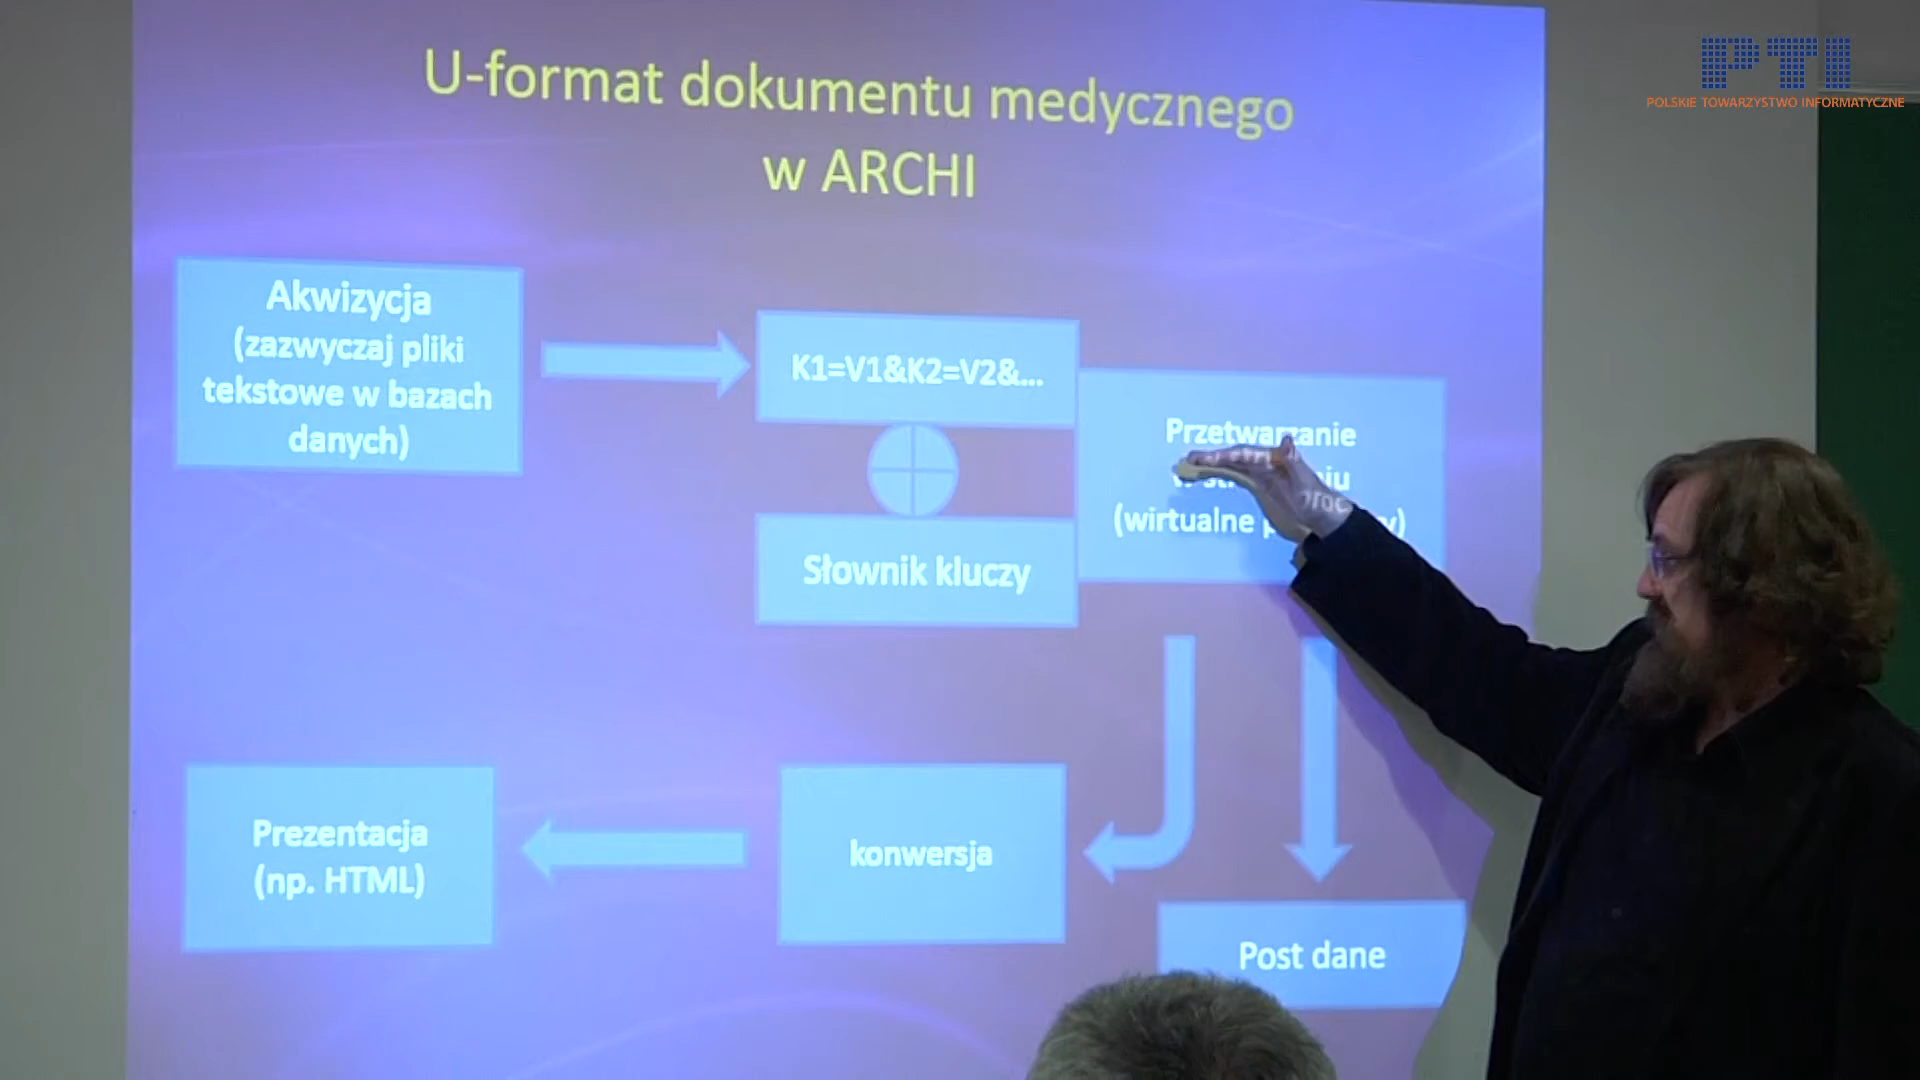 PTI
POLSKIE TOWARZYSTWO INFORMATYCZNE
U-format dokumentu medycznego
w ARCHI
Akwizycja
(zazwyczaj pliki
tekstowe w bazach
danych)
K1=V1&K2=V2&...
Słownik kluczy
Przetwarzanie
w
(wirtualne
Prezentacja
(np. HTML)
konwersja
Post dane